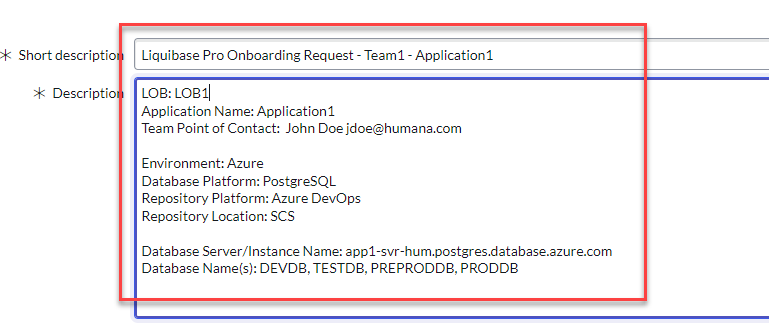 * Short description Liquibase Pro Onboarding Request - Team1 - Application1
* Description LOB: LOB1
Application Name: Application1
Team Point of Contact: John Doe jdoe@humana.com
Environment: Azure
Database Platform: PostgreSQL
Repository Platform: Azure DevOps
Repository Location: SCS
Database Server/Instance Name: app1-svr-hum.postgres.database.azure.com
Database Name(s): DEVDB, TESTDB, PREPRODDB, PRODDB